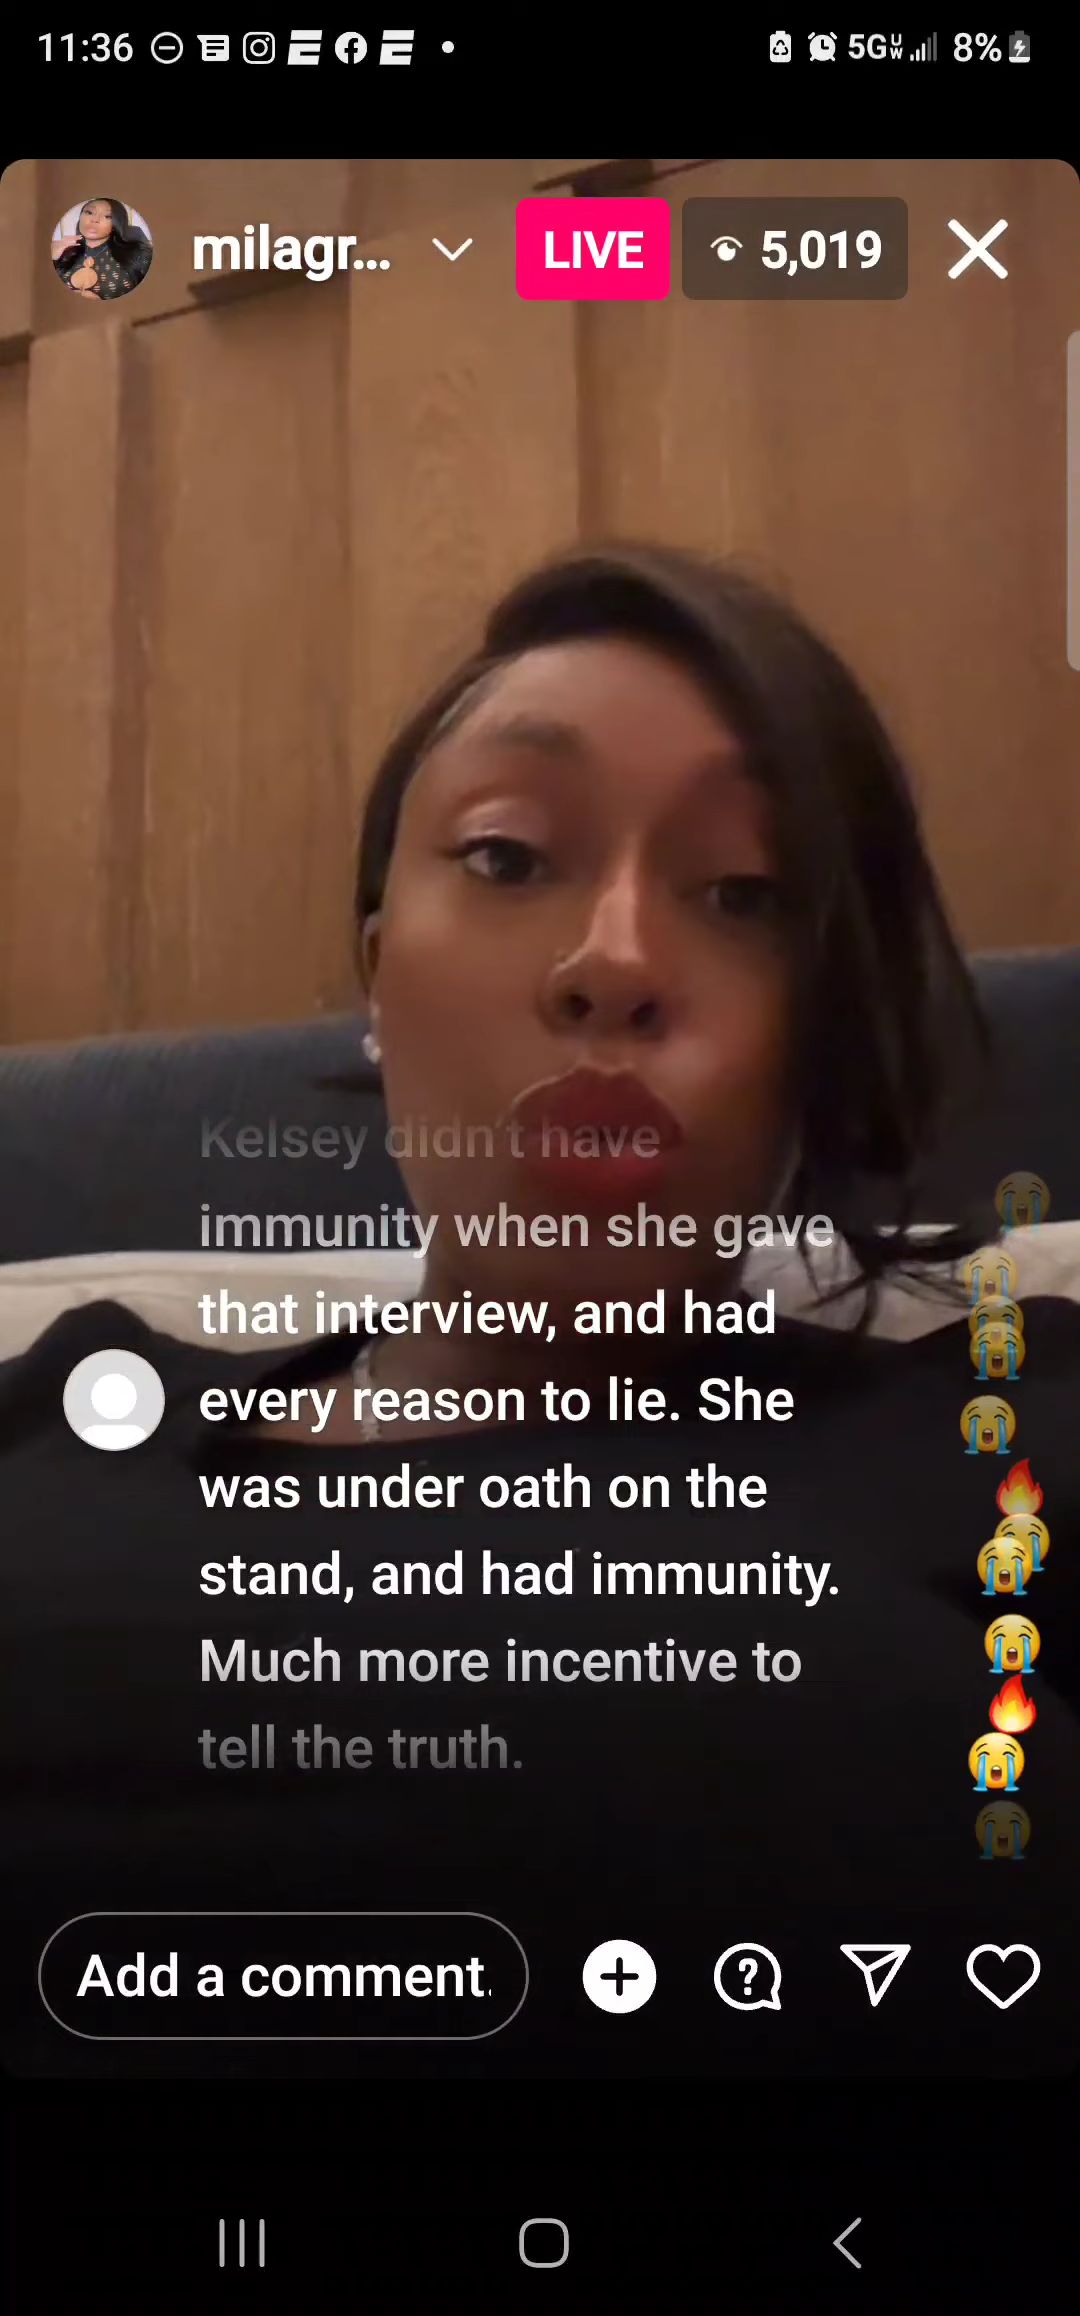 11:36 5G UW 8%
milagr... LIVE 5,019
Kelsey didn't have
immunity when she gave
that interview, and had
every reason to lie. She
was under oath on the
stand, and had immunity.
Much more incentive to
tell the truth.
Add a comment.